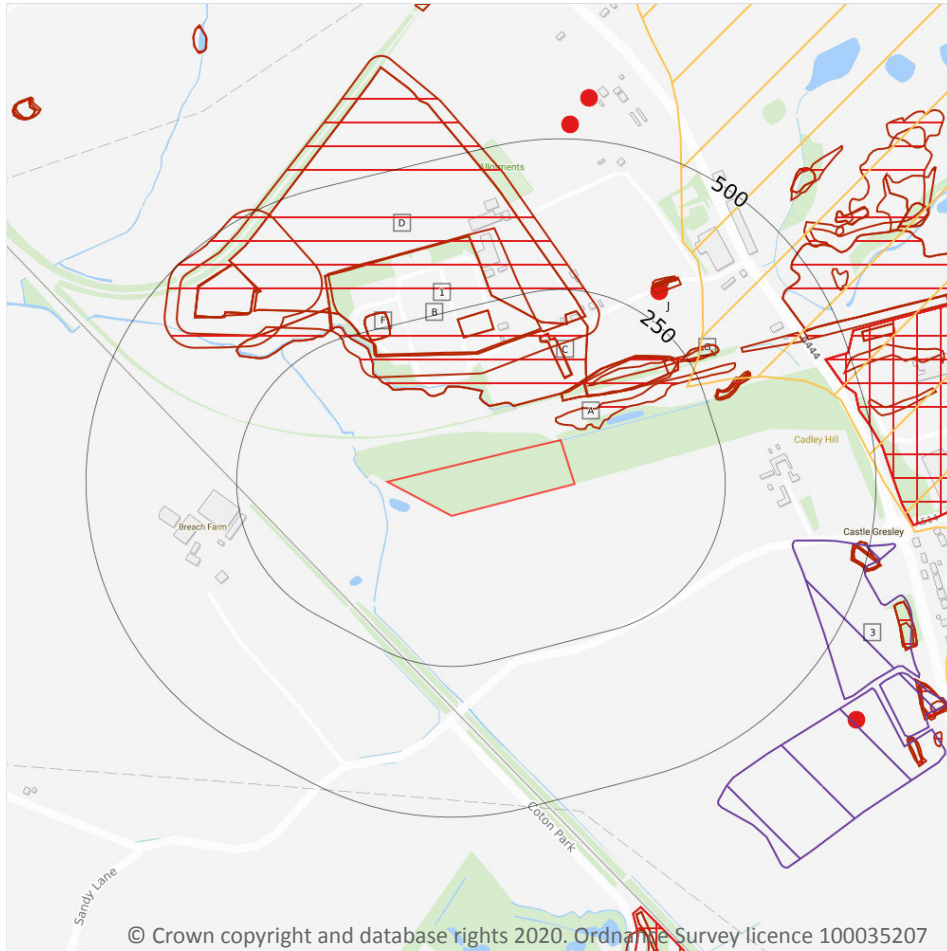 Allotments
500
D
1
B
F
J
250
C
A444
A
Cadley Hill
Breach Farm
Castle Gresley
3
Coton Park
Sandy Lane
© Crown copyright and database rights 2020. Ordnance Survey licence 100035207